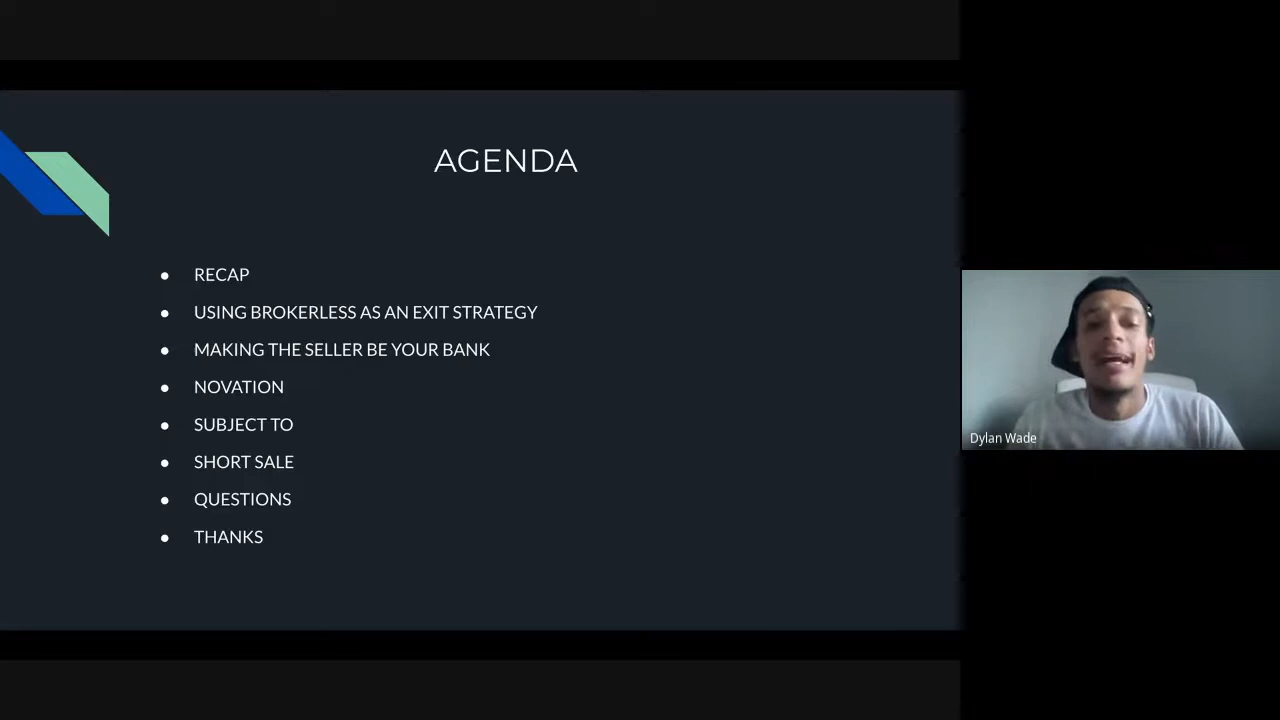 AGENDA
RECAP
USING BROKERLESS AS AN EXIT STRATEGY
MAKING THE SELLER BE YOUR BANK
NOVATION
SUBJECT TO
SHORT SALE
QUESTIONS
THANKS
Dylan Wade